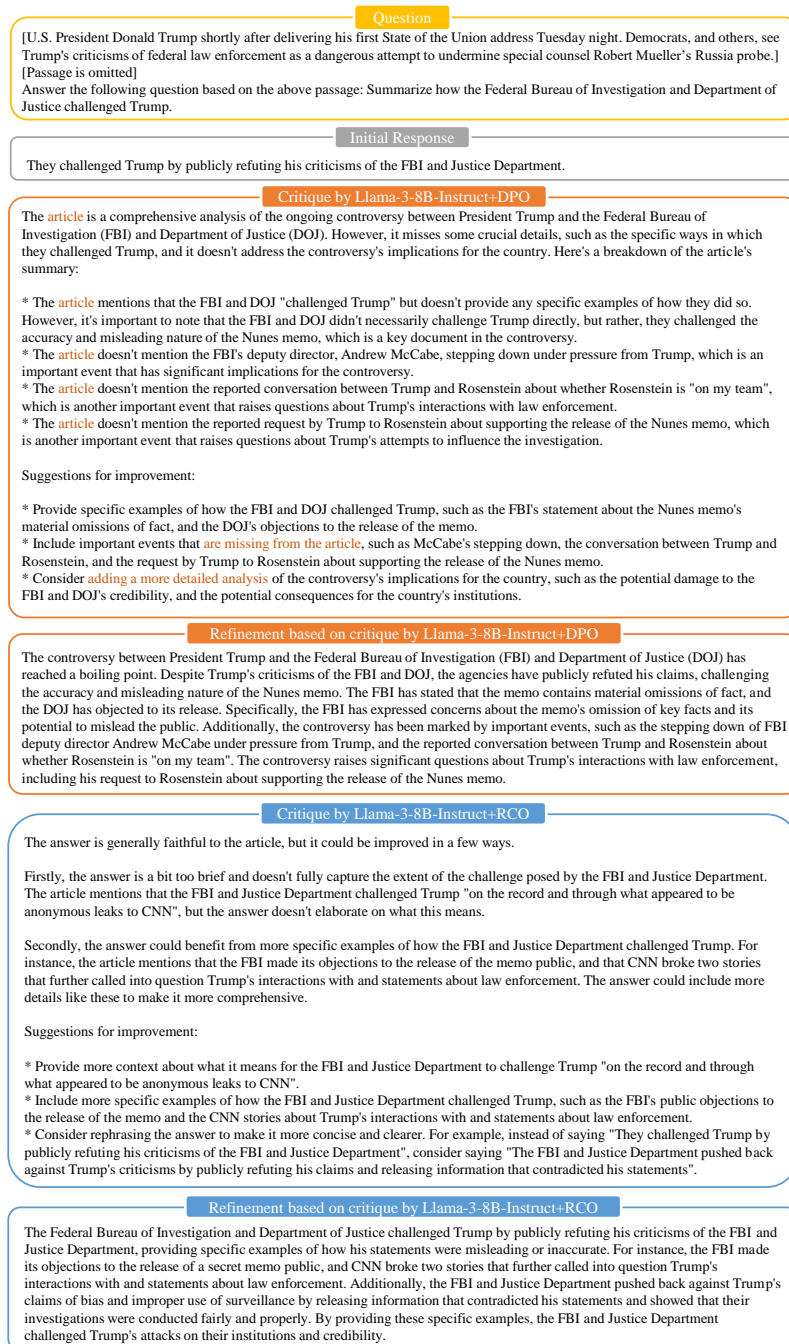 Question
[U.S. President Donald Trump shortly after delivering his first State of the Union address Tuesday night. Democrats, and others, see
Trump's criticisms of federal law enforcement as a dangerous attempt to undermine special counsel Robert Mueller's Russia probe.]
[Passage is omitted]
Answer the following question based on the above passage: Summarize how the Federal Bureau of Investigation and Department of
Justice challenged Trump.
Initial Response
They challenged Trump by publicly refuting his criticisms of the FBI and Justice Department.
Critique by Llama-3-8B-Instruct+DPO
The article is a comprehensive analysis of the ongoing controversy between President Trump and the Federal Bureau of
Investigation (FBI) and Department of Justice (DOJ). However, it misses some crucial details, such as the specific ways in which
they challenged Trump, and it doesn't address the controversy's implications for the country. Here's a breakdown of the article's
summary:
* The article mentions that the FBI and DOJ "challenged Trump" but doesn't provide any specific examples of how they did so.
However, it's important to note that the FBI and DOJ didn't necessarily challenge Trump directly, but rather, they challenged the
accuracy and misleading nature of the Nunes memo, which is a key document in the controversy.
* The article doesn't mention the FBI's deputy director, Andrew McCabe, stepping down under pressure from Trump, which is an
important event that has significant implications for the controversy.
* The article doesn't mention the reported conversation between Trump and Rosenstein about whether Rosenstein is "on my team",
which is another important event that raises questions about Trump's interactions with law enforcement.
* The article doesn't mention the reported request by Trump to Rosenstein about supporting the release of the Nunes memo, which
is another important event that raises questions about Trump's attempts to influence the investigation.
Suggestions for improvement:
* Provide specific examples of how the FBI and DOJ challenged Trump, such as the FBI's statement about the Nunes memo's
material omissions of fact, and the DOJ's objections to the release of the memo.
* Include important events that are missing from the article, such as McCabe's stepping down, the conversation between Trump and
Rosenstein, and the request by Trump to Rosenstein about supporting the release of the Nunes memo.
* Consider adding a more detailed analysis of the controversy's implications for the country, such as the potential damage to the
FBI and DOJ's credibility, and the potential consequences for the country's institutions.
Refinement based on critique by Llama-3-8B-Instruct+DPO
The controversy between President Trump and the Federal Bureau of Investigation (FBI) and Department of Justice (DOJ) has
reached a boiling point. Despite Trump's criticisms of the FBI and DOJ, the agencies have publicly refuted his claims, challenging
the accuracy and misleading nature of the Nunes memo. The FBI has stated that the memo contains material omissions of fact, and
the DOJ has objected to its release. Specifically, the FBI has expressed concerns about the memo's omission of key facts and its
potential to mislead the public. Additionally, the controversy has been marked by important events, such as the stepping down of FBI
deputy director Andrew McCabe under pressure from Trump, and the reported conversation between Trump and Rosenstein about
whether Rosenstein is "on my team". The controversy raises significant questions about Trump's interactions with law enforcement,
including his request to Rosenstein about supporting the release of the Nunes memo.
Critique by Llama-3-8B-Instruct+RCO
The answer is generally faithful to the article, but it could be improved in a few ways.
Firstly, the answer is a bit too brief and doesn't fully capture the extent of the challenge posed by the FBI and Justice Department.
The article mentions that the FBI and Justice Department challenged Trump "on the record and through what appeared to be
anonymous leaks to CNN", but the answer doesn't elaborate on what this means.
Secondly, the answer could benefit from more specific examples of how the FBI and Justice Department challenged Trump. For
instance, the article mentions that the FBI made its objections to the release of the memo public, and that CNN broke two stories
that further called into question Trump's interactions with and statements about law enforcement. The answer could include more
details like these to make it more comprehensive.
Suggestions for improvement:
* Provide more context about what it means for the FBI and Justice Department to challenge Trump "on the record and through
what appeared to be anonymous leaks to CNN".
* Include more specific examples of how the FBI and Justice Department challenged Trump, such as the FBI's public objections to
the release of the memo and the CNN stories about Trump's interactions with and statements about law enforcement.
* Consider rephrasing the answer to make it more concise and clearer. For example, instead of saying "They challenged Trump by
publicly refuting his criticisms of the FBI and Justice Department", consider saying "The FBI and Justice Department pushed back
against Trump's criticisms by publicly refuting his claims and releasing information that contradicted his statements".
Refinement based on critique by Llama-3-8B-Instruct+RCO
The Federal Bureau of Investigation and Department of Justice challenged Trump by publicly refuting his criticisms of the FBI and
Justice Department, providing specific examples of how his statements were misleading or inaccurate. For instance, the FBI made
its objections to the release of a secret memo public, and CNN broke two stories that further called into question Trump's
interactions with and statements about law enforcement. Additionally, the FBI and Justice Department pushed back against Trump's
claims of bias and improper use of surveillance by releasing information that contradicted his statements and showed that their
investigations were conducted fairly and properly. By providing these specific examples, the FBI and Justice Department
challenged Trump's attacks on their institutions and credibility.